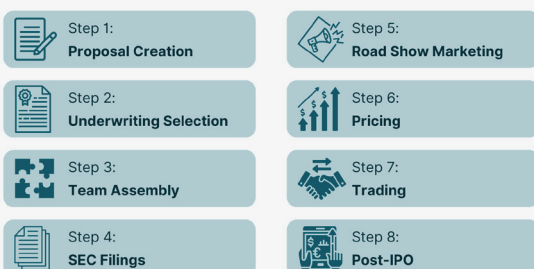 Step 1:
Proposal Creation
Step 2:
Underwriting Selection
Step 3:
Team Assembly
Step 4:
SEC Filings
Step 5:
Road Show Marketing
Step 6:
Pricing
Step 7:
Trading
Step 8:
Post-IPO